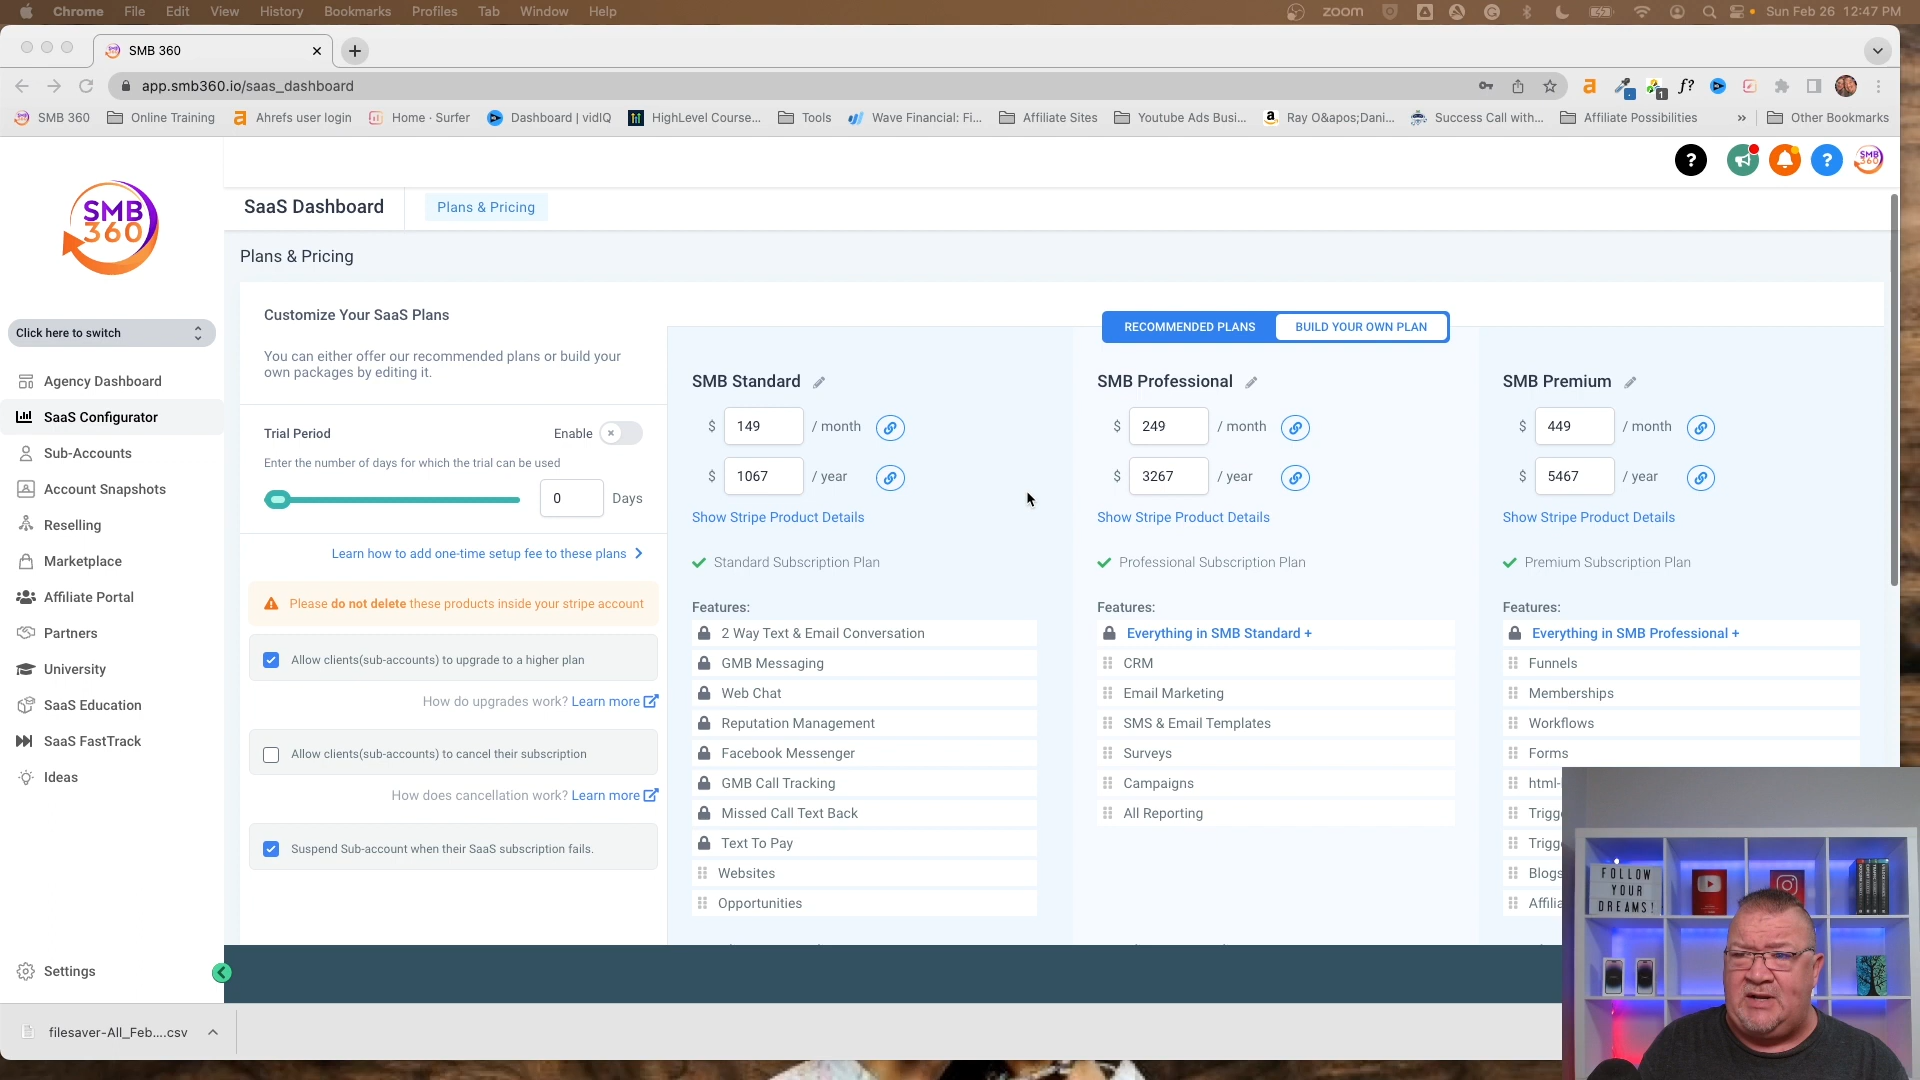 Chrome File Edit View History Bookmarks Profiles Tab Window Help
zoom
Sun Feb 26 12:47 PM
SMB 360
app.smb360.io/saas_dashboard
SMB 360
Online Training
Ahrefs user login
Home · Surfer
Dashboard | vidIQ
HighLevel Course...
Tools
Wave Financial: Fi...
Affiliate Sites
Youtube Ads Busi...
Ray O&apos;Dani...
Success Call with...
Affiliate Possibilities
»
Other Bookmarks
SMB
360
SaaS Dashboard
Plans & Pricing
Plans & Pricing
Click here to switch
Agency Dashboard
SaaS Configurator
Sub-Accounts
Account Snapshots
Reselling
Marketplace
Affiliate Portal
Partners
University
SaaS Education
SaaS FastTrack
Ideas
Settings
Customize Your SaaS Plans
You can either offer our recommended plans or build your
own packages by editing it.
Trial Period
Enable
Enter the number of days for which the trial can be used
0 Days
Learn how to add one-time setup fee to these plans
Please do not delete these products inside your stripe account
Allow clients(sub-accounts) to upgrade to a higher plan
How do upgrades work? Learn more
Allow clients(sub-accounts) to cancel their subscription
How does cancellation work? Learn more
Suspend Sub-account when their SaaS subscription fails.
RECOMMENDED PLANS
BUILD YOUR OWN PLAN
SMB Standard
$ 149 / month
$ 1067 / year
Show Stripe Product Details
Standard Subscription Plan
Features:
2 Way Text & Email Conversation
GMB Messaging
Web Chat
Reputation Management
Facebook Messenger
GMB Call Tracking
Missed Call Text Back
Text To Pay
Websites
Opportunities
SMB Professional
$ 249 / month
$ 3267 / year
Show Stripe Product Details
Professional Subscription Plan
Features:
Everything in SMB Standard +
CRM
Email Marketing
SMS & Email Templates
Surveys
Campaigns
All Reporting
SMB Premium
$ 449 / month
$ 5467 / year
Show Stripe Product Details
Premium Subscription Plan
Features:
Everything in SMB Professional +
Funnels
Memberships
Workflows
Forms
html-
Trigg
Trigg
Blogs
Affilia
FOLLOW
YOUR
DREAMS!
filesaver-All_Feb....csv